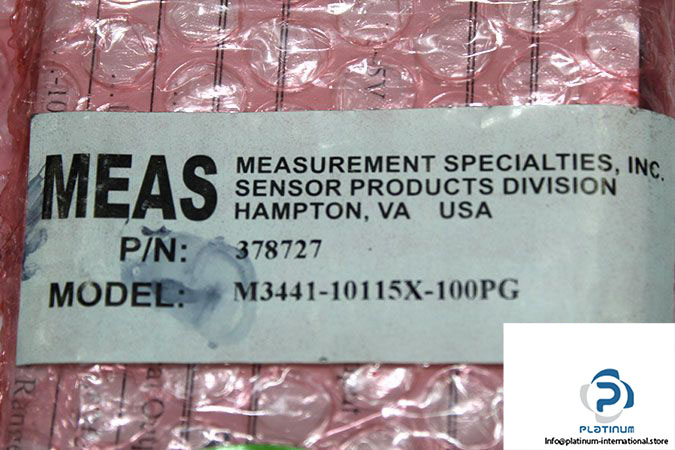 MEAS
MEASUREMENT SPECIALTIES, INC.
SENSOR PRODUCTS DIVISION
HAMPTON, VA USA
P/N: 378727
MODEL: M3441-10115X-100PG
Range
PLATINUM
info@platinum-international.store